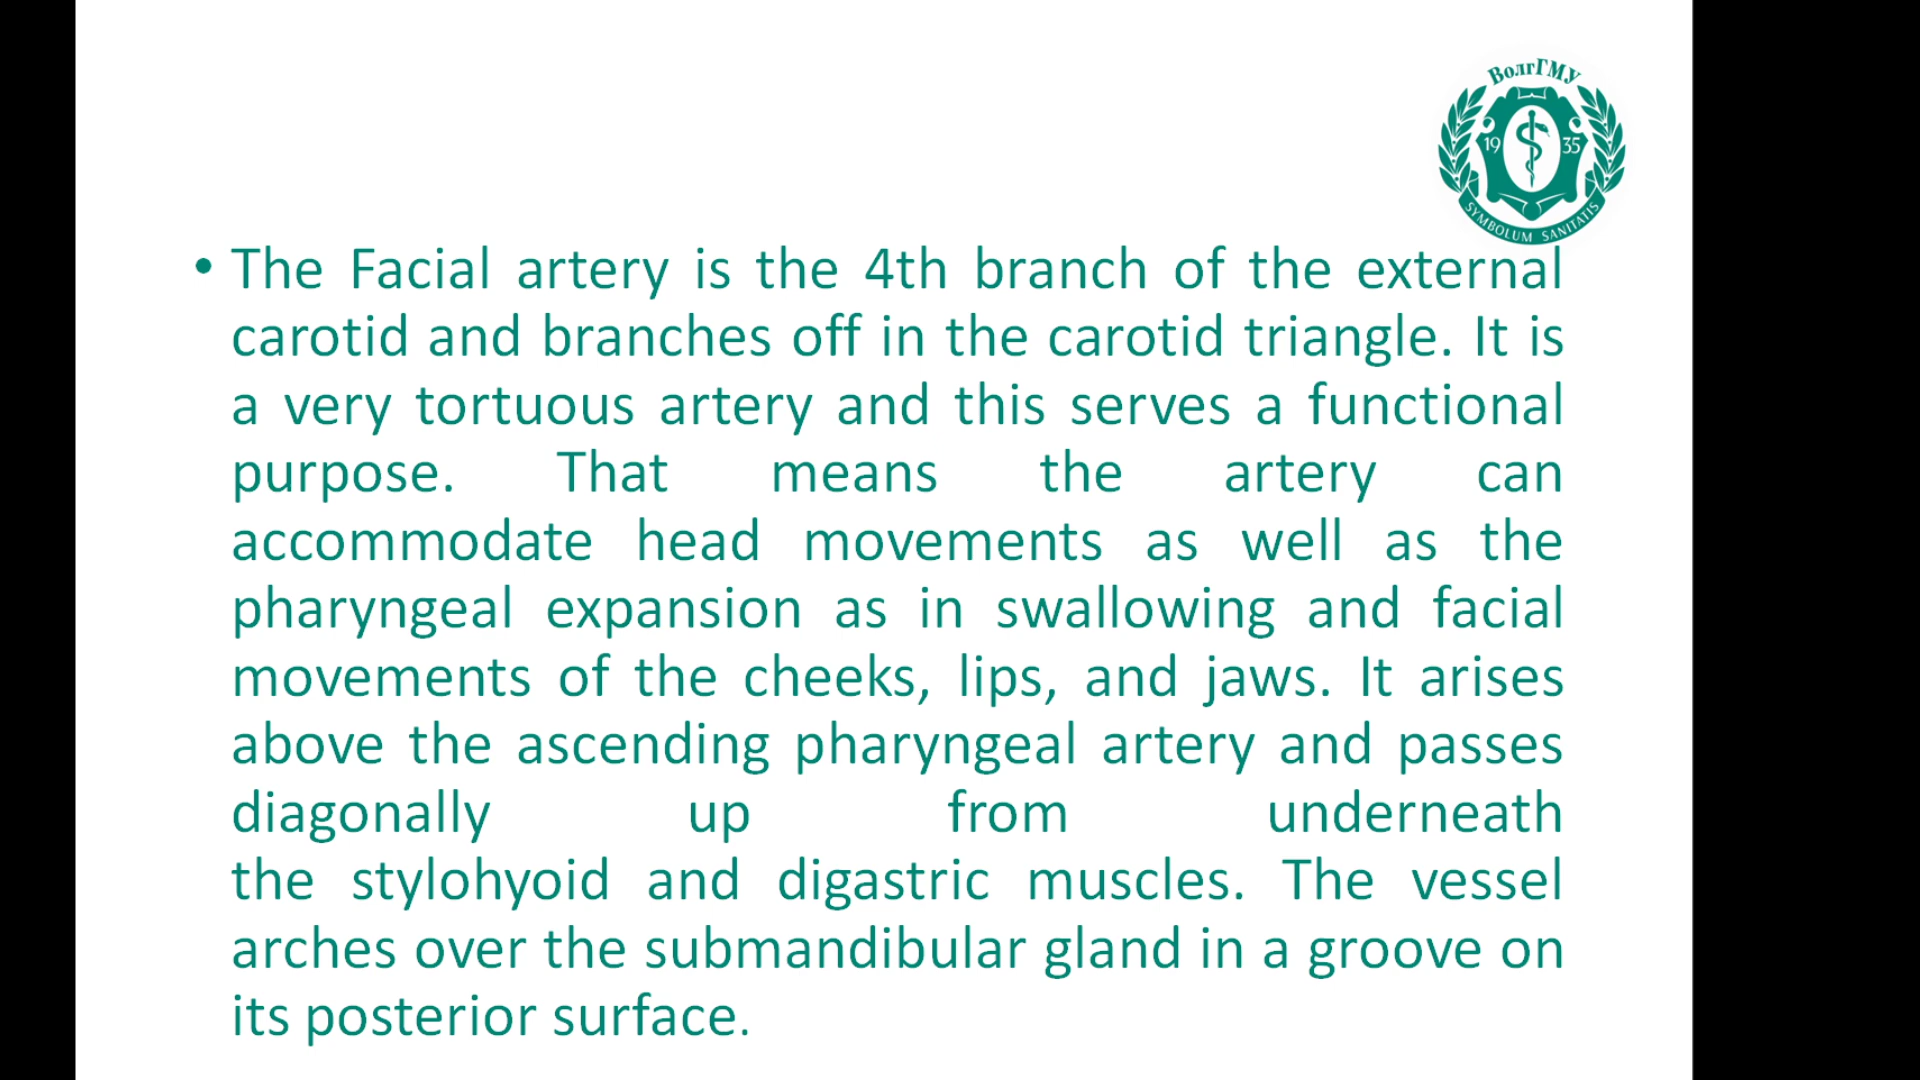 ВолгГМУ
19 35
SYMBOLUM SANITATIS
• The Facial artery is the 4th branch of the external
carotid and branches off in the carotid triangle. It is
a very tortuous artery and this serves a functional
purpose. That means the artery can
accommodate head movements as well as the
pharyngeal expansion as in swallowing and facial
movements of the cheeks, lips, and jaws. It arises
above the ascending pharyngeal artery and passes
diagonally up from underneath
the stylohyoid and digastric muscles. The vessel
arches over the submandibular gland in a groove on
its posterior surface.